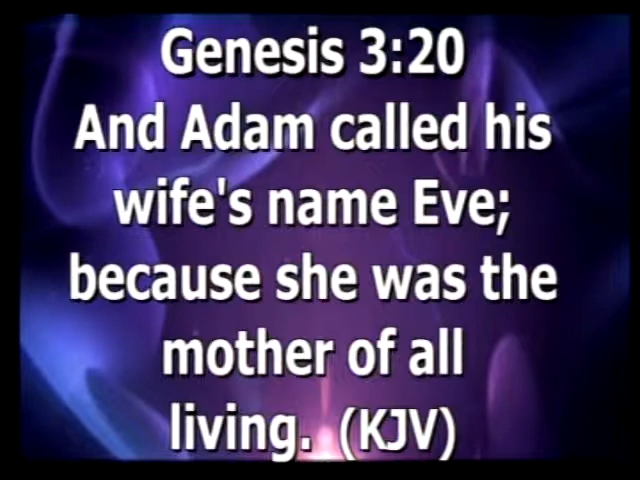 Genesis 3:20
And Adam called his
wife's name Eve;
because she was the
mother of all
living. (KJV)